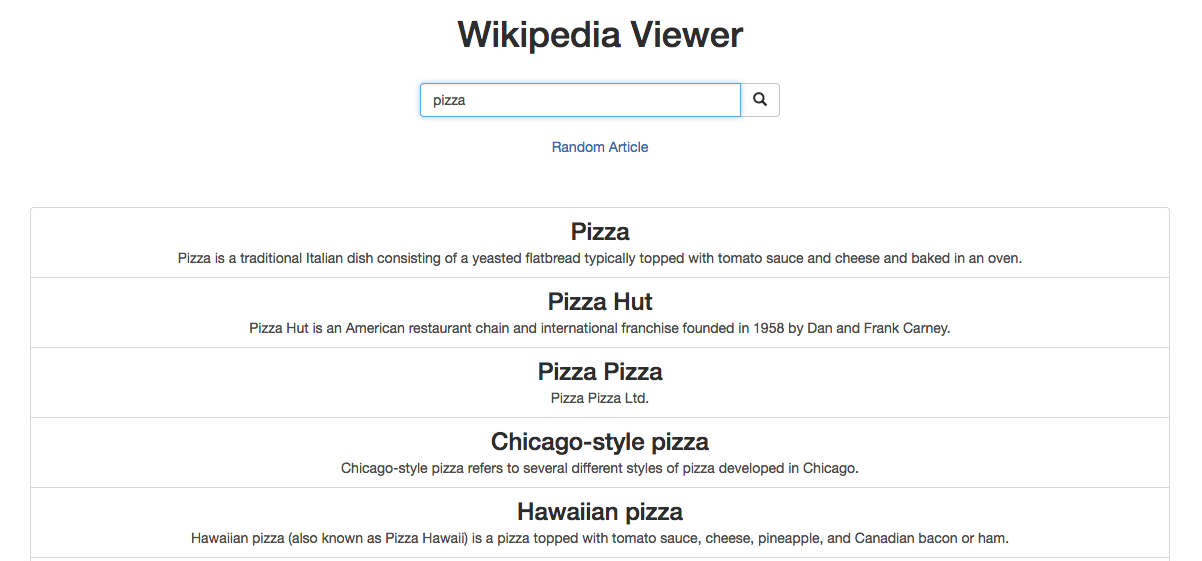 Wikipedia Viewer
pizza
Random Article
Pizza
Pizza is a traditional Italian dish consisting of a yeasted flatbread typically topped with tomato sauce and cheese and baked in an oven.
Pizza Hut
Pizza Hut is an American restaurant chain and international franchise founded in 1958 by Dan and Frank Carney.
Pizza Pizza
Pizza Pizza Ltd.
Chicago-style pizza
Chicago-style pizza refers to several different styles of pizza developed in Chicago.
Hawaiian pizza
Hawaiian pizza (also known as Pizza Hawaii) is a pizza topped with tomato sauce, cheese, pineapple, and Canadian bacon or ham.